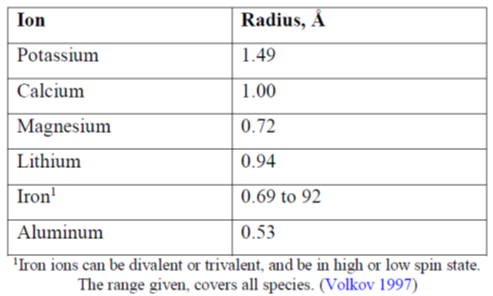 Ion Radius, Å
Potassium 1.49
Calcium 1.00
Magnesium 0.72
Lithium 0.94
Iron¹ 0.69 to 92
Aluminum 0.53
¹Iron ions can be divalent or trivalent, and be in high or low spin state.
The range given, covers all species. (Volkov 1997)